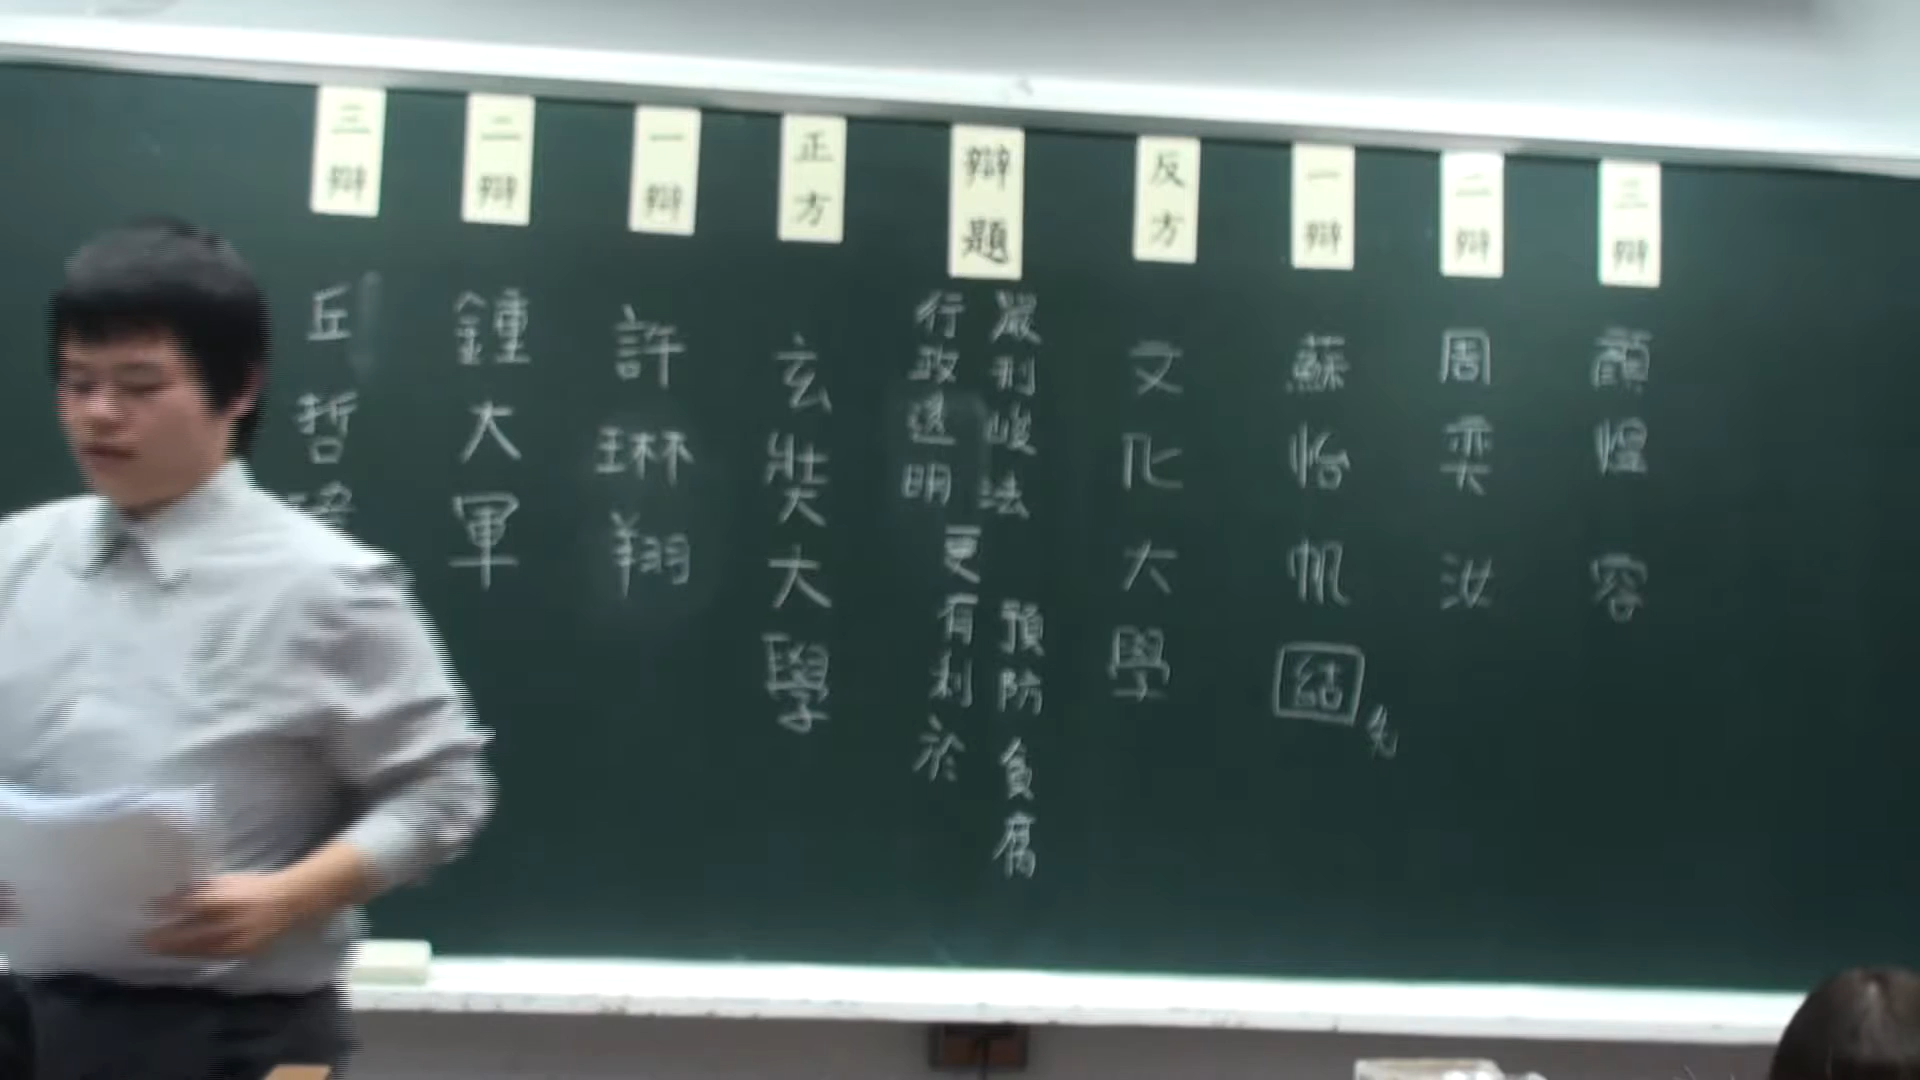 三辯
顏
容
二辯
周奕汝
一辯
蘇怡帆
結
先
反方
文化大學
辯題
嚴刑峻法
行政透明
更有利於
預防貪腐
正方
玄奘大學
一辯
許琳翔
二辯
鍾大軍
三辯
丘哲